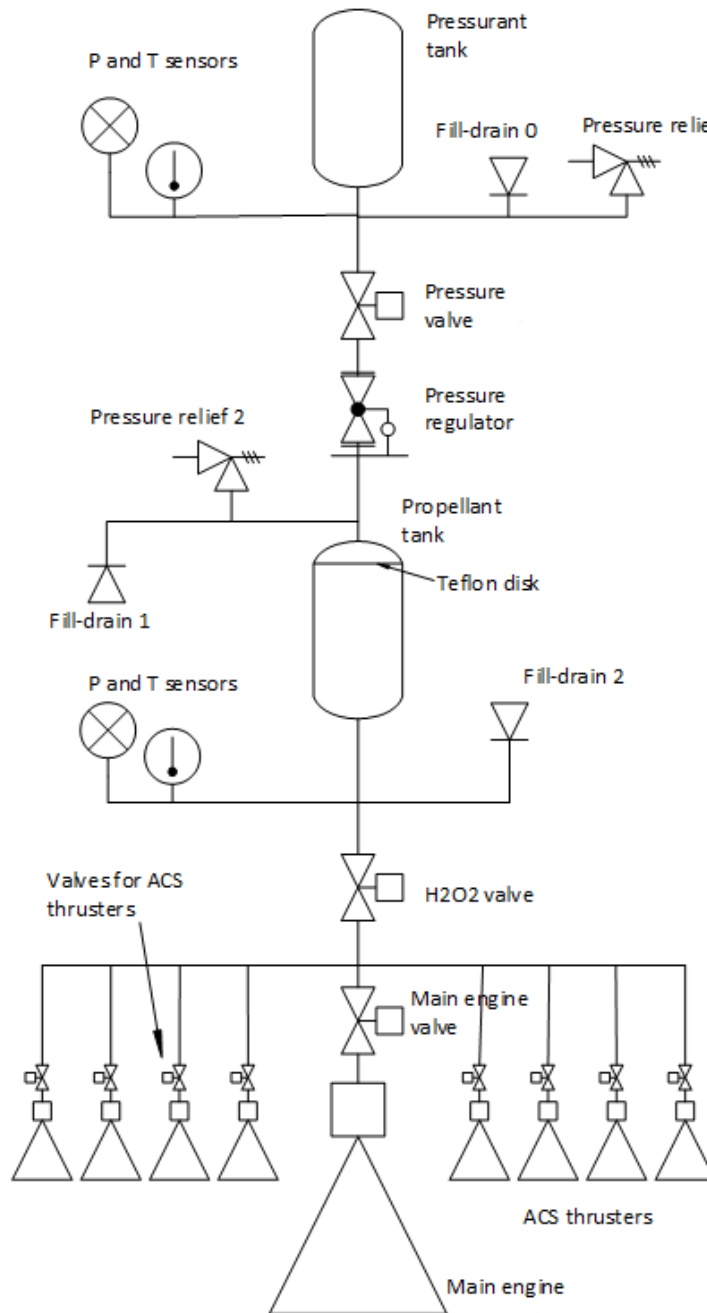 Pressurant
tank
P and T sensors
Fill-drain 0
Pressure relie
Pressure
valve
Pressure
regulator
Pressure relief 2
Propellant
tank
Teflon disk
Fill-drain 1
P and T sensors
Fill-drain 2
Valves for ACS
thrusters
H2O2 valve
Main engine
valve
ACS thrusters
Main engine